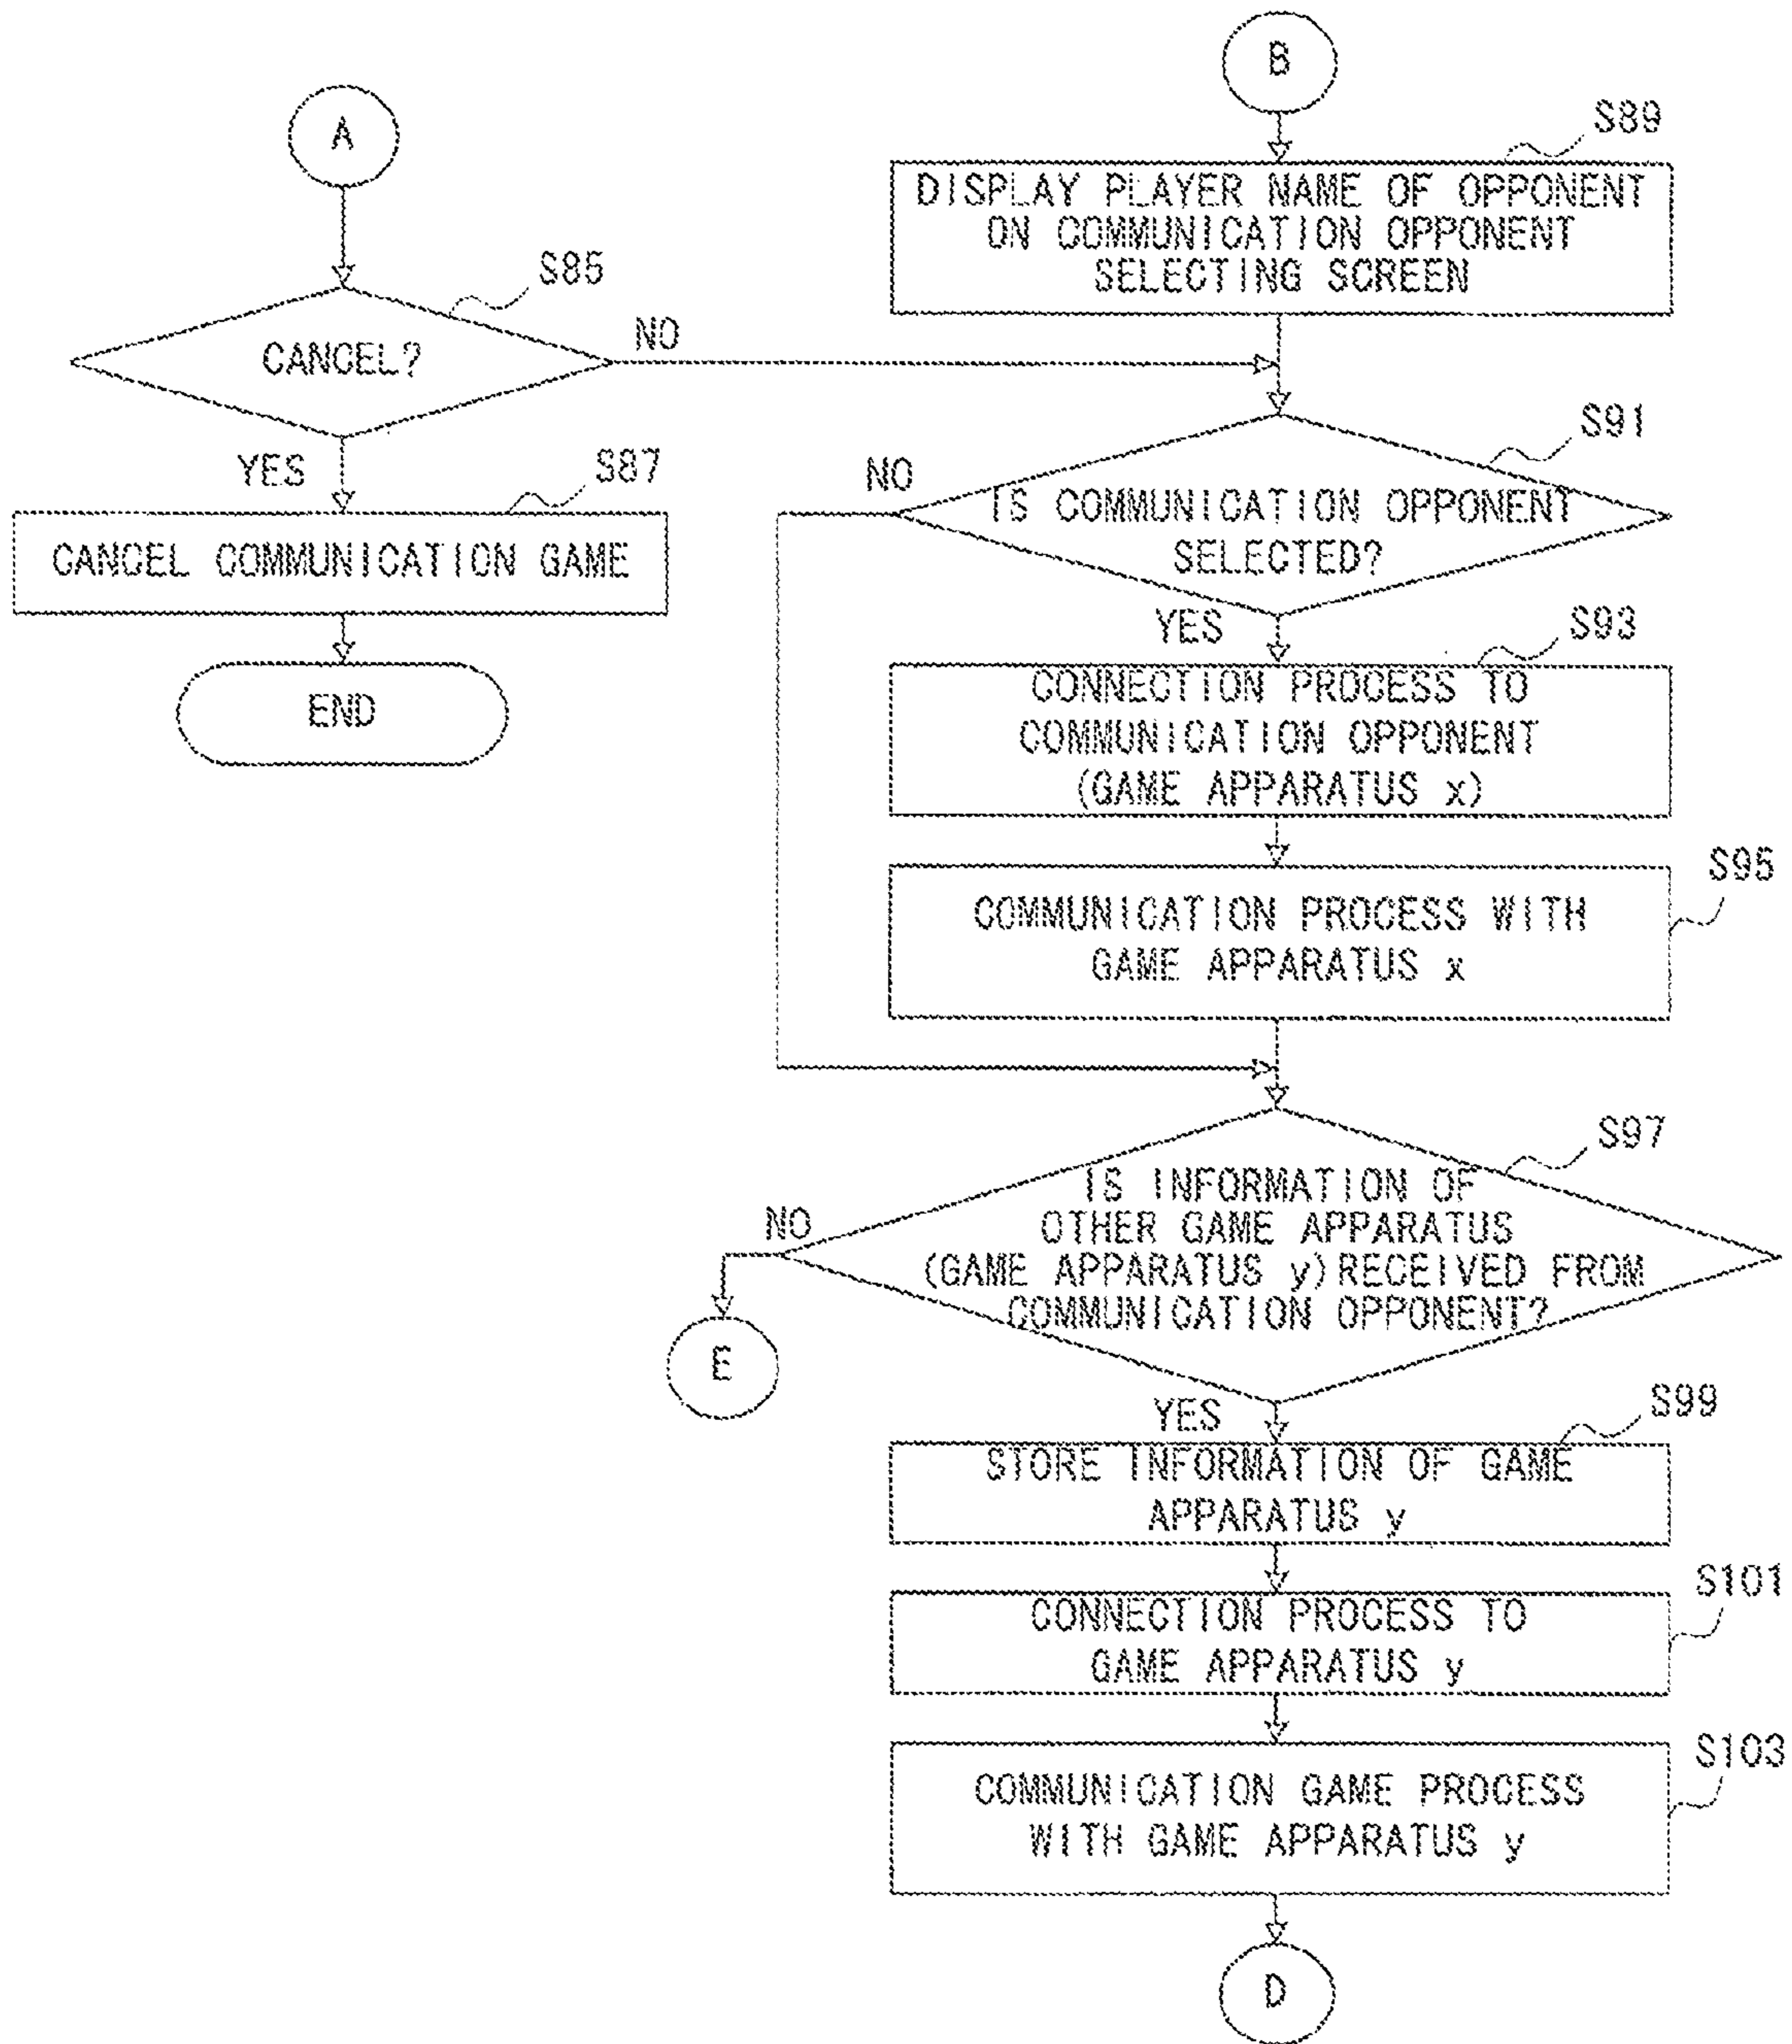 A
S85
CANCEL?
NO
YES
S87
CANCEL COMMUNICATION GAME
END
B
S89
DISPLAY PLAYER NAME OF OPPONENT
ON COMMUNICATION OPPONENT
SELECTING SCREEN
S91
NO
IS COMMUNICATION OPPONENT
SELECTED?
YES
S93
CONNECTION PROCESS TO
COMMUNICATION OPPONENT
(GAME APPARATUS x)
S95
COMMUNICATION PROCESS WITH
GAME APPARATUS x
S97
IS INFORMATION OF
OTHER GAME APPARATUS
(GAME APPARATUS y) RECEIVED FROM
COMMUNICATION OPPONENT?
NO
E
YES
S99
STORE INFORMATION OF GAME
APPARATUS y
S101
CONNECTION PROCESS TO
GAME APPARATUS y
S103
COMMUNICATION GAME PROCESS
WITH GAME APPARATUS y
D